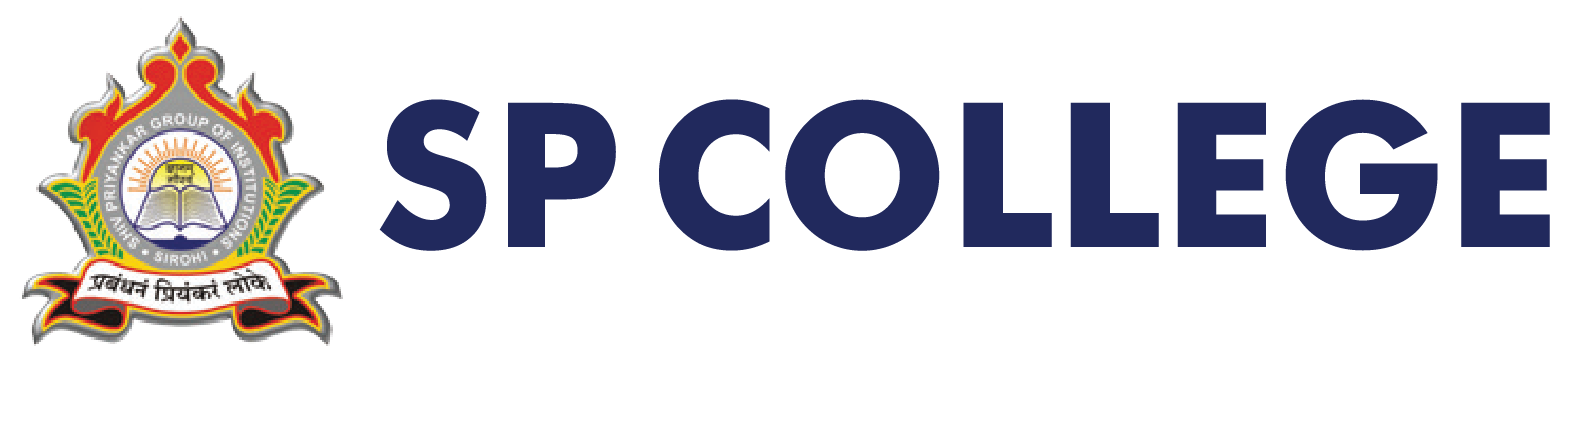 SHIV PRIYANKAR GROUP OF INSTITUTIONS
• SIROHI •
प्रबंधनं प्रियंकरं लोके
SP COLLEGE